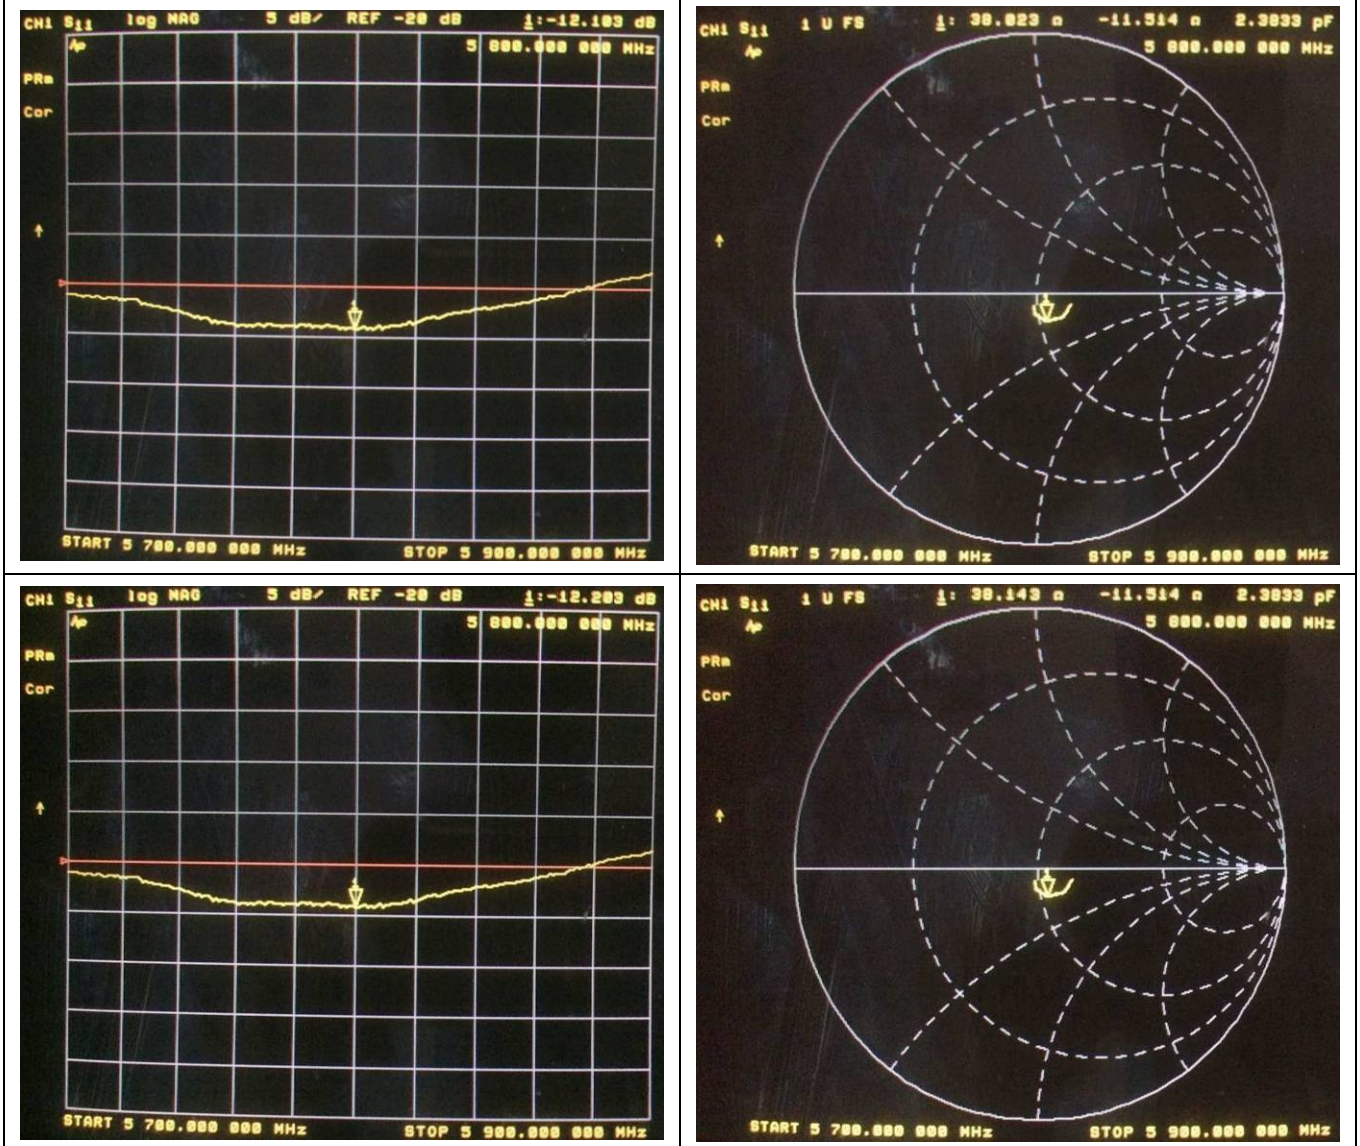 CH1 S11 log MAG 5 dB/ REF -20 dB 1:-12.103 dB
5 800.000 000 MHz
PRm
Cor
1
START 5 700.000 000 MHz STOP 5 900.000 000 MHz
CH1 S11 1 U FS 1: 38.023 Ω -11.514 Ω 2.3833 pF
5 800.000 000 MHz
PRm
Cor
1
START 5 700.000 000 MHz STOP 5 900.000 000 MHz
CH1 S11 log MAG 5 dB/ REF -20 dB 1:-12.203 dB
5 800.000 000 MHz
PRm
Cor
1
START 5 700.000 000 MHz STOP 5 900.000 000 MHz
CH1 S11 1 U FS 1: 38.143 Ω -11.514 Ω 2.3833 pF
5 800.000 000 MHz
PRm
Cor
1
START 5 700.000 000 MHz STOP 5 900.000 000 MHz